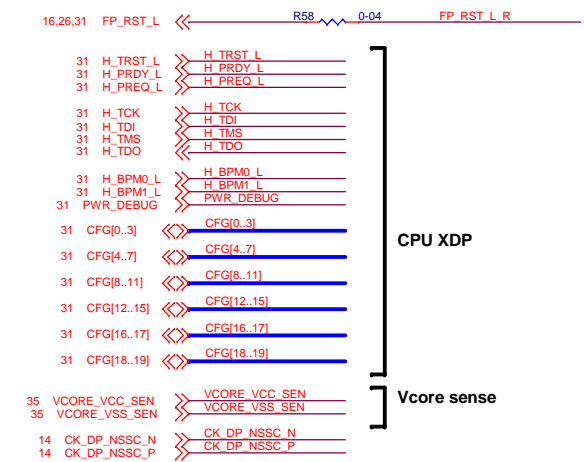 16,26,31 FP_RST_L R58 0-04 FP_RST_L_R
31 H_TRST_L H_TRST_L
31 H_PRDY_L H_PRDY_L
31 H_PREQ_L H_PREQ_L
31 H_TCK H_TCK
31 H_TDI H_TDI
31 H_TMS H_TMS
31 H_TDO H_TDO
31 H_BPM0_L H_BPM0_L
31 H_BPM1_L H_BPM1_L
31 PWR_DEBUG PWR_DEBUG
31 CFG[0..3] CFG[0..3]
31 CFG[4..7] CFG[4..7]
CPU XDP
31 CFG[8..11] CFG[8..11]
31 CFG[12..15] CFG[12..15]
31 CFG[16..17] CFG[16..17]
31 CFG[18..19] CFG[18..19]
35 VCORE_VCC_SEN VCORE_VCC_SEN
Vcore sense
35 VCORE_VSS_SEN VCORE_VSS_SEN
14 CK_DP_NSSC_N CK_DP_NSSC_N
14 CK_DP_NSSC_P CK_DP_NSSC_P